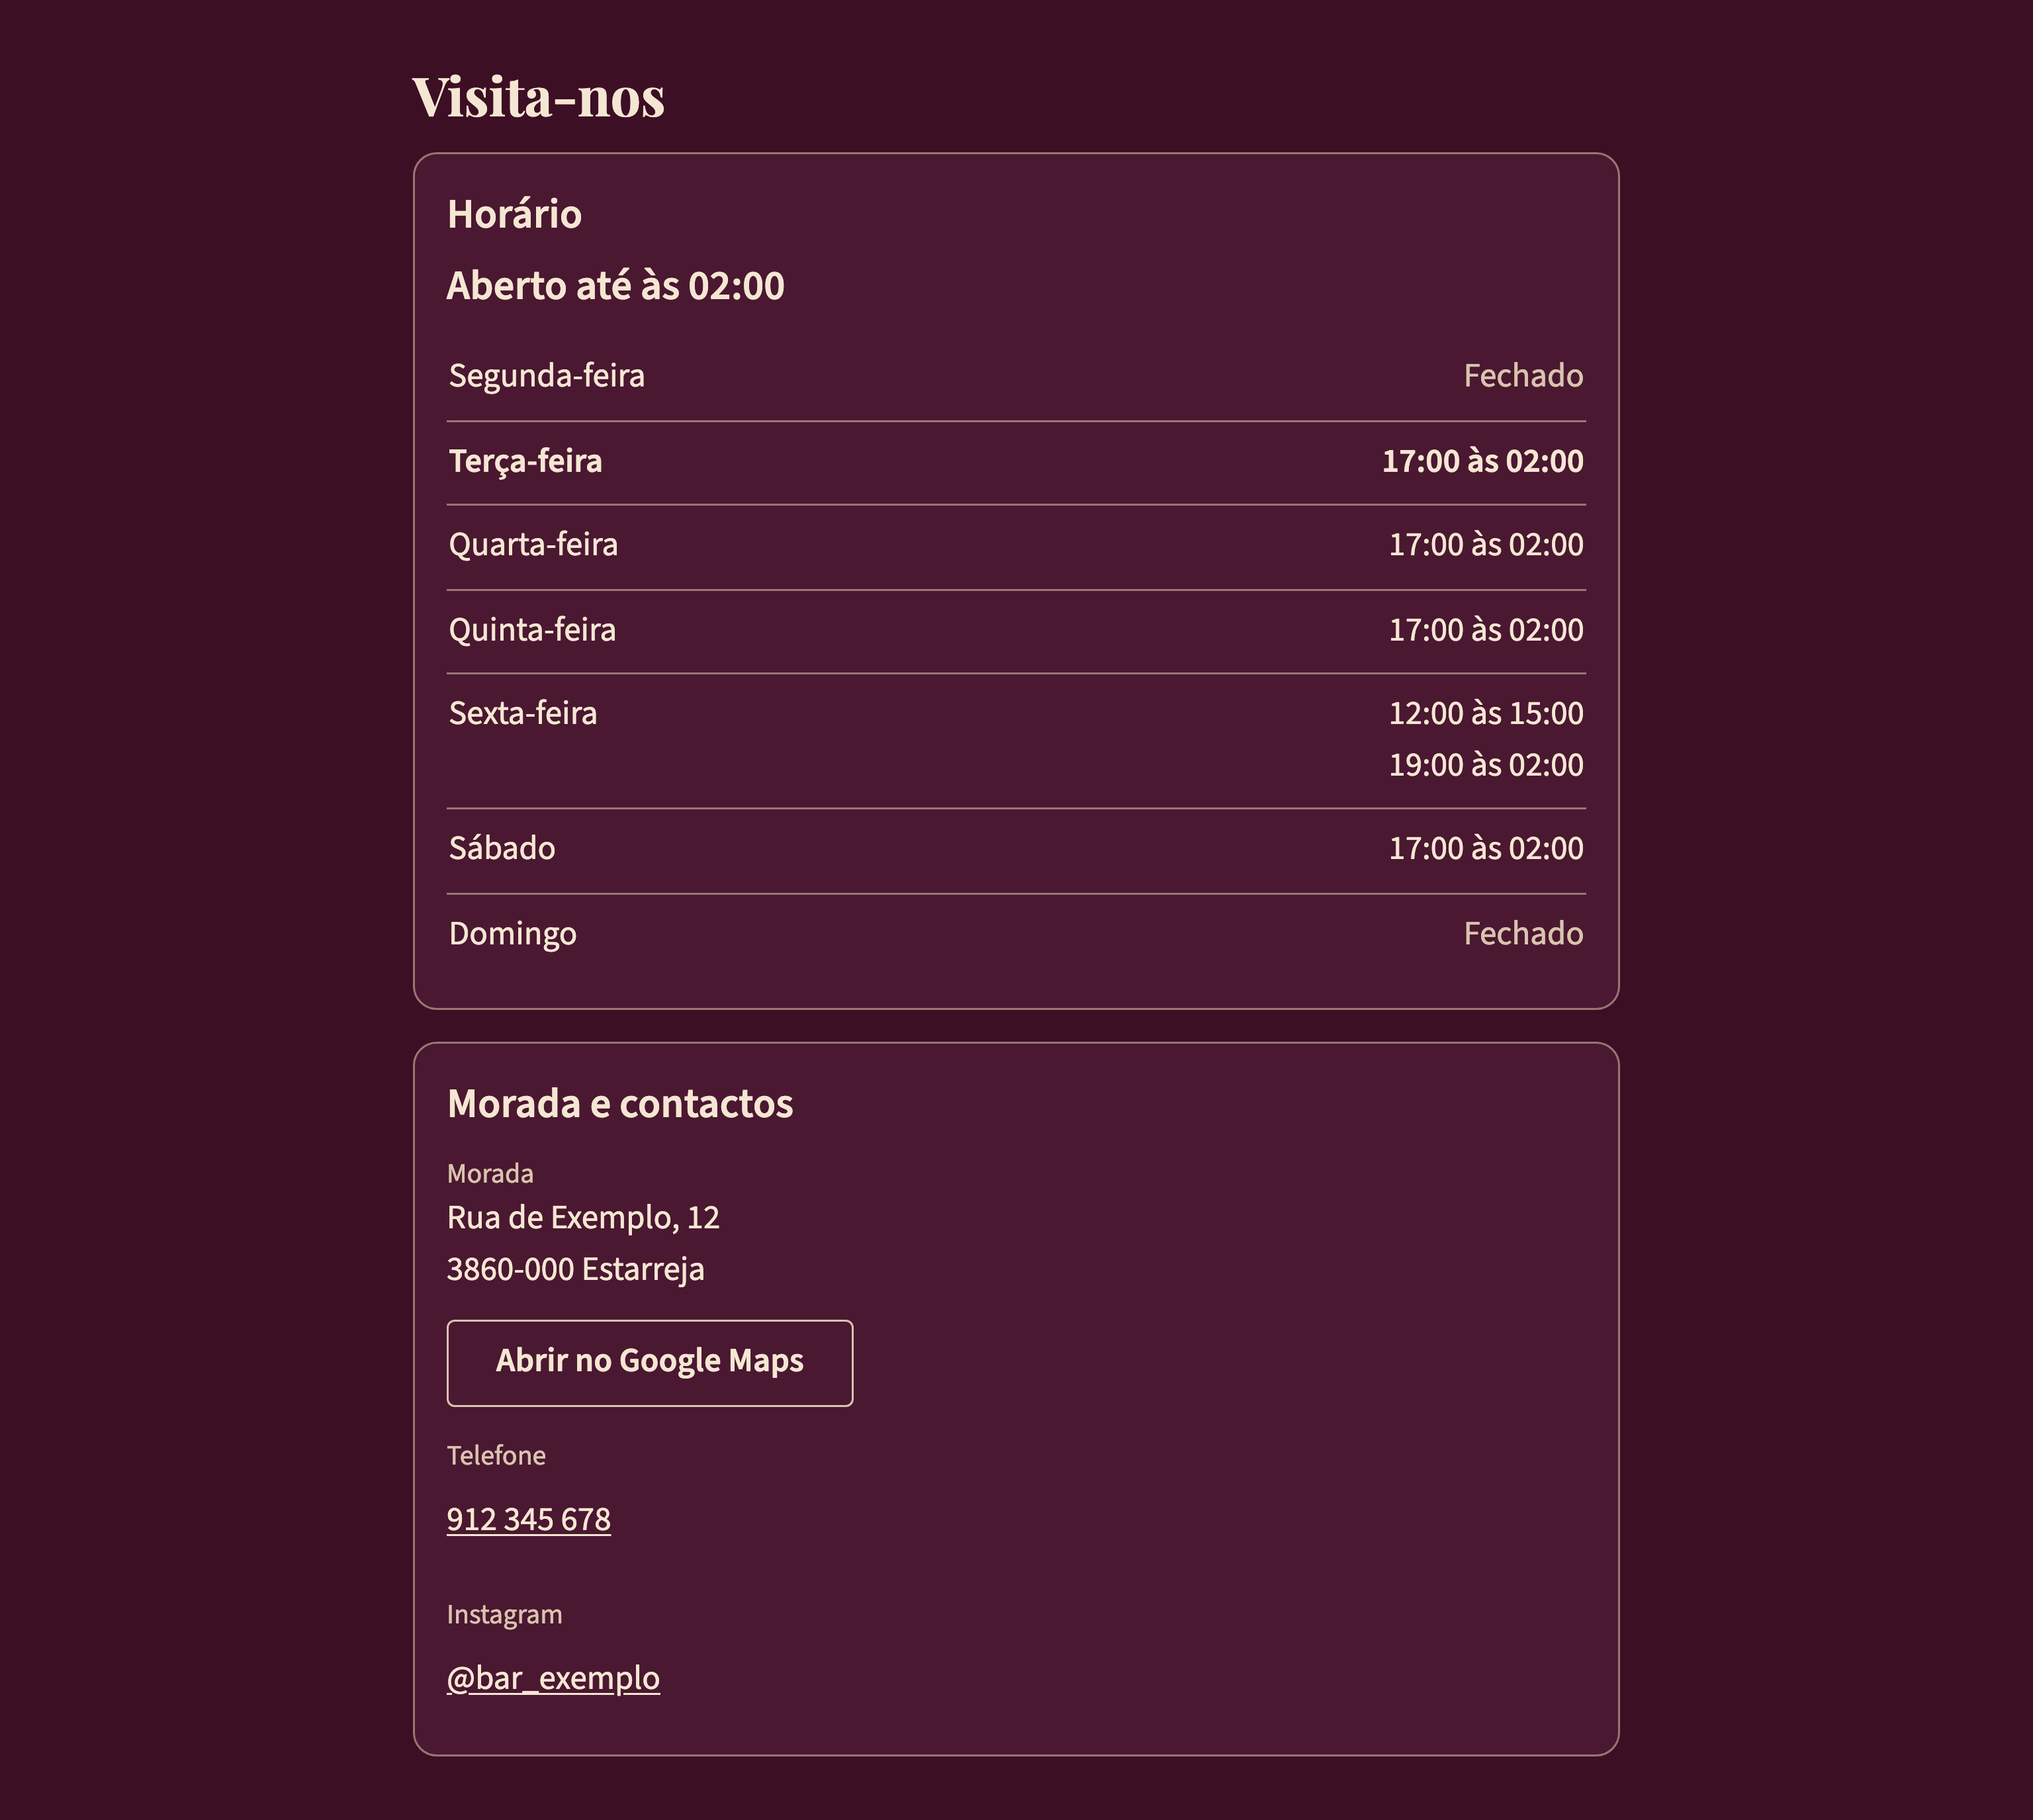 Visita-nos
Horário
Aberto até às 02:00
Segunda-feira Fechado
Terça-feira 17:00 às 02:00
Quarta-feira 17:00 às 02:00
Quinta-feira 17:00 às 02:00
Sexta-feira 12:00 às 15:00
19:00 às 02:00
Sábado 17:00 às 02:00
Domingo Fechado
Morada e contactos
Morada
Rua de Exemplo, 12
3860-000 Estarreja
Abrir no Google Maps
Telefone
912 345 678
Instagram
@bar_exemplo